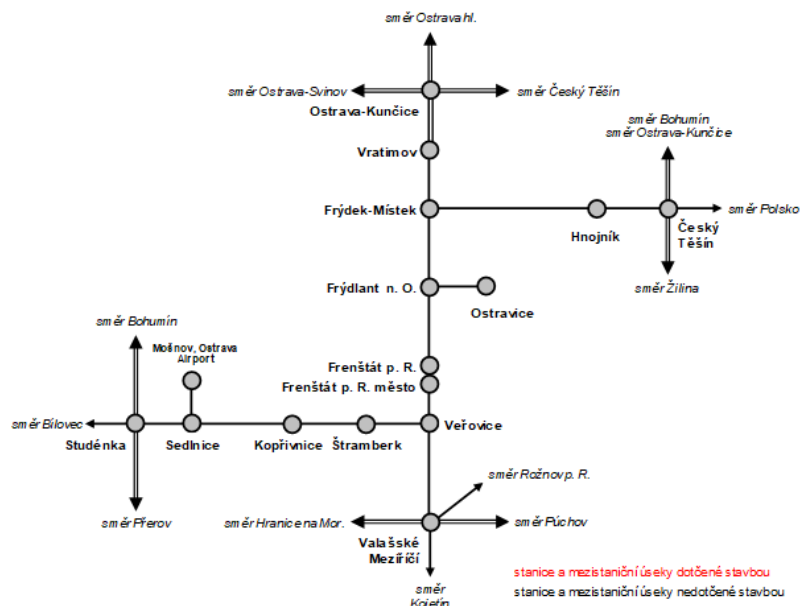 směr Ostrava hl.
směr Ostrava-Svinov
směr Český Těšín
Ostrava-Kunčice
směr Bohumín
směr Ostrava-Kunčice
Vratimov
Frýdek-Místek
směr Polsko
Hnojník
Český
Těšín
Frýdlant n. O.
směr Žilina
Ostravice
směr Bohumín
Mošnov, Ostrava
Airport
Frenštát p. R.
Frenštát p. R. město
směr Bílovec
Studénka
Sedlnice
Kopřivnice
Štramberk
Veřovice
směr Rožnov p. R.
směr Přerov
směr Hranice na Mor.
směr Púchov
Valašské
Meziříčí
stanice a mezistaniční úseky dotčené stavbou
směr
Kojetín
stanice a mezistaniční úseky nedotčené stavbou